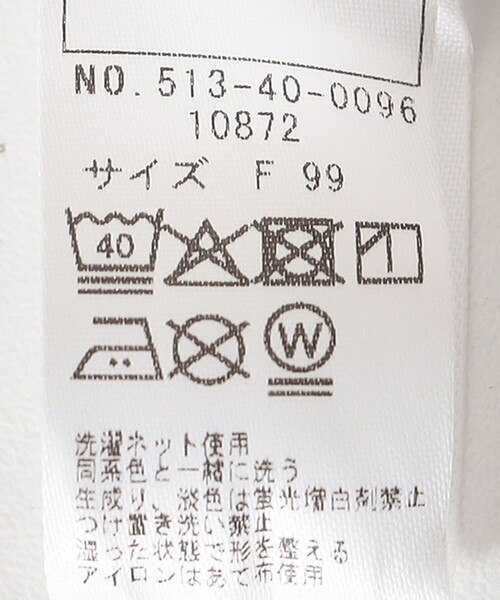 NO.513-40-0096
10872
サイズ F 99
40
W
洗濯ネット使用
同系色と一緒に洗う
生成り、淡色は蛍光増白剤禁止
つけ置き洗い禁止
湿った状態で形を整える
アイロンはあて布使用